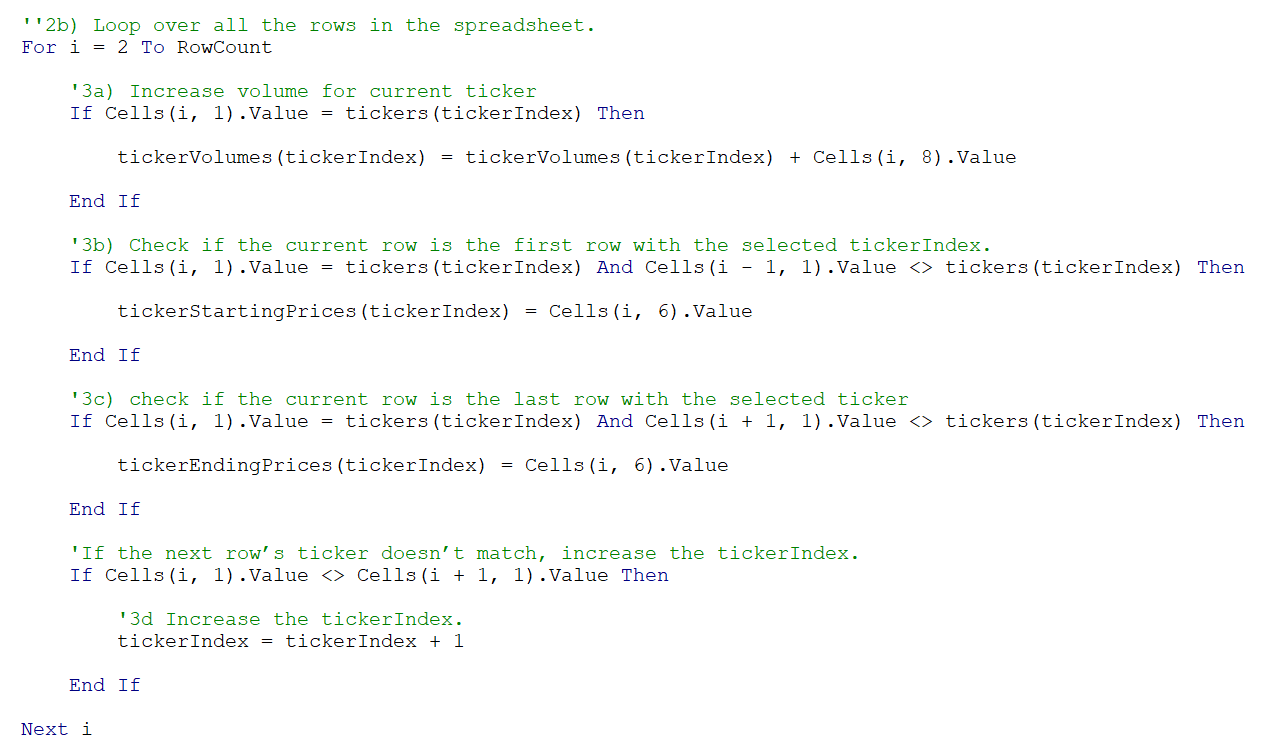 ''2b) Loop over all the rows in the spreadsheet.
For i = 2 To RowCount
'3a) Increase volume for current ticker
If Cells(i, 1).Value = tickers(tickerIndex) Then
tickerVolumes(tickerIndex) = tickerVolumes(tickerIndex) + Cells(i, 8).Value
End If
'3b) Check if the current row is the first row with the selected tickerIndex.
If Cells(i, 1).Value = tickers(tickerIndex) And Cells(i - 1, 1).Value <> tickers(tickerIndex) Then
tickerStartingPrices(tickerIndex) = Cells(i, 6).Value
End If
'3c) check if the current row is the last row with the selected ticker
If Cells(i, 1).Value = tickers(tickerIndex) And Cells(i + 1, 1).Value <> tickers(tickerIndex) Then
tickerEndingPrices(tickerIndex) = Cells(i, 6).Value
End If
'If the next row’s ticker doesn’t match, increase the tickerIndex.
If Cells(i, 1).Value <> Cells(i + 1, 1).Value Then
'3d Increase the tickerIndex.
tickerIndex = tickerIndex + 1
End If
Next i